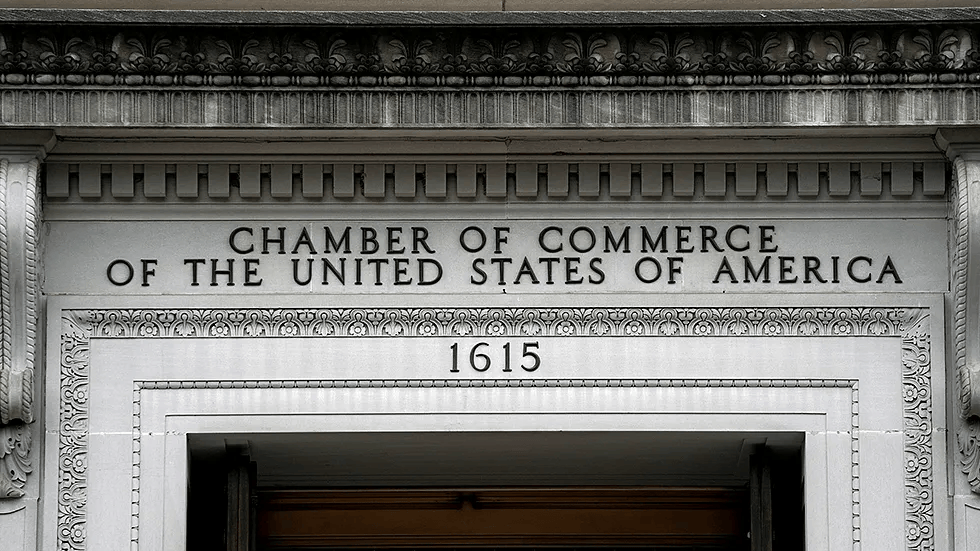 CHAMBER OF COMMERCE
OF THE UNITED STATES OF AMERICA
1615